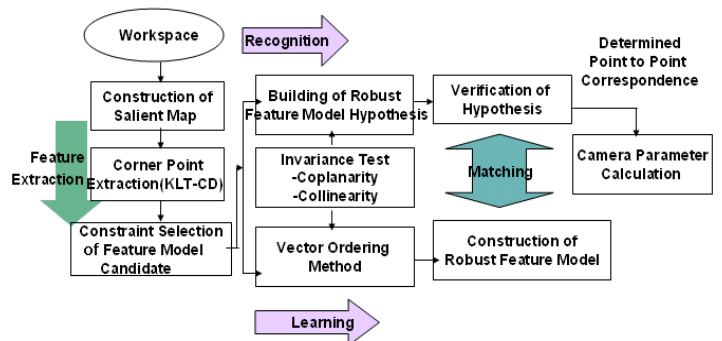 Workspace
Recognition
Construction of
Salient Map
Feature
Extraction
Corner Point
Extraction(KLT-CD)
Constraint Selection
of Feature Model
Candidate
Building of Robust
Feature Model Hypothesis
Invariance Test
-Coplanarity
-Collinearity
Vector Ordering
Method
Verification of
Hypothesis
Matching
Construction of
Robust Feature Model
Determined
Point to Point
Correspondence
Camera Parameter
Calculation
Learning